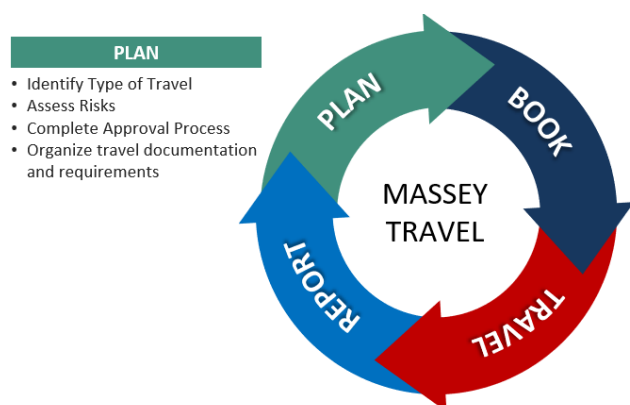 PLAN
• Identify Type of Travel
• Assess Risks
• Complete Approval Process
• Organize travel documentation
and requirements
PLAN
BOOK
MASSEY
TRAVEL
TRAVEL
REPORT